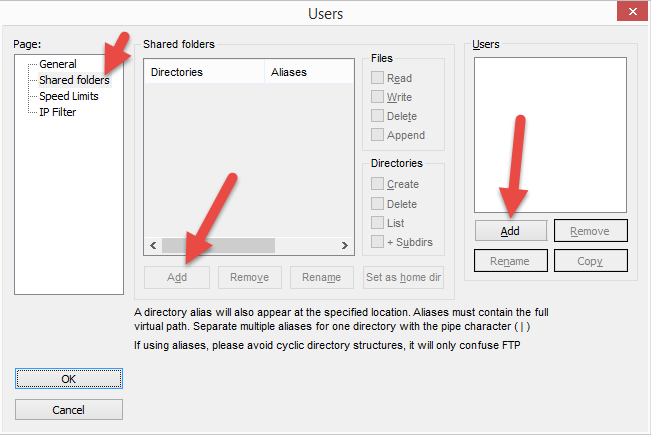 Users
Page:
General
Shared folders
Speed Limits
IP Filter
Shared folders
Directories Aliases
Files
Read
Write
Delete
Append
Directories
Create
Delete
List
+ Subdirs
Add Remove Rename Set as home dir
Users
Add Remove
Rename Copy
A directory alias will also appear at the specified location. Aliases must contain the full
virtual path. Separate multiple aliases for one directory with the pipe character ( | )
If using aliases, please avoid cyclic directory structures, it will only confuse FTP
OK
Cancel